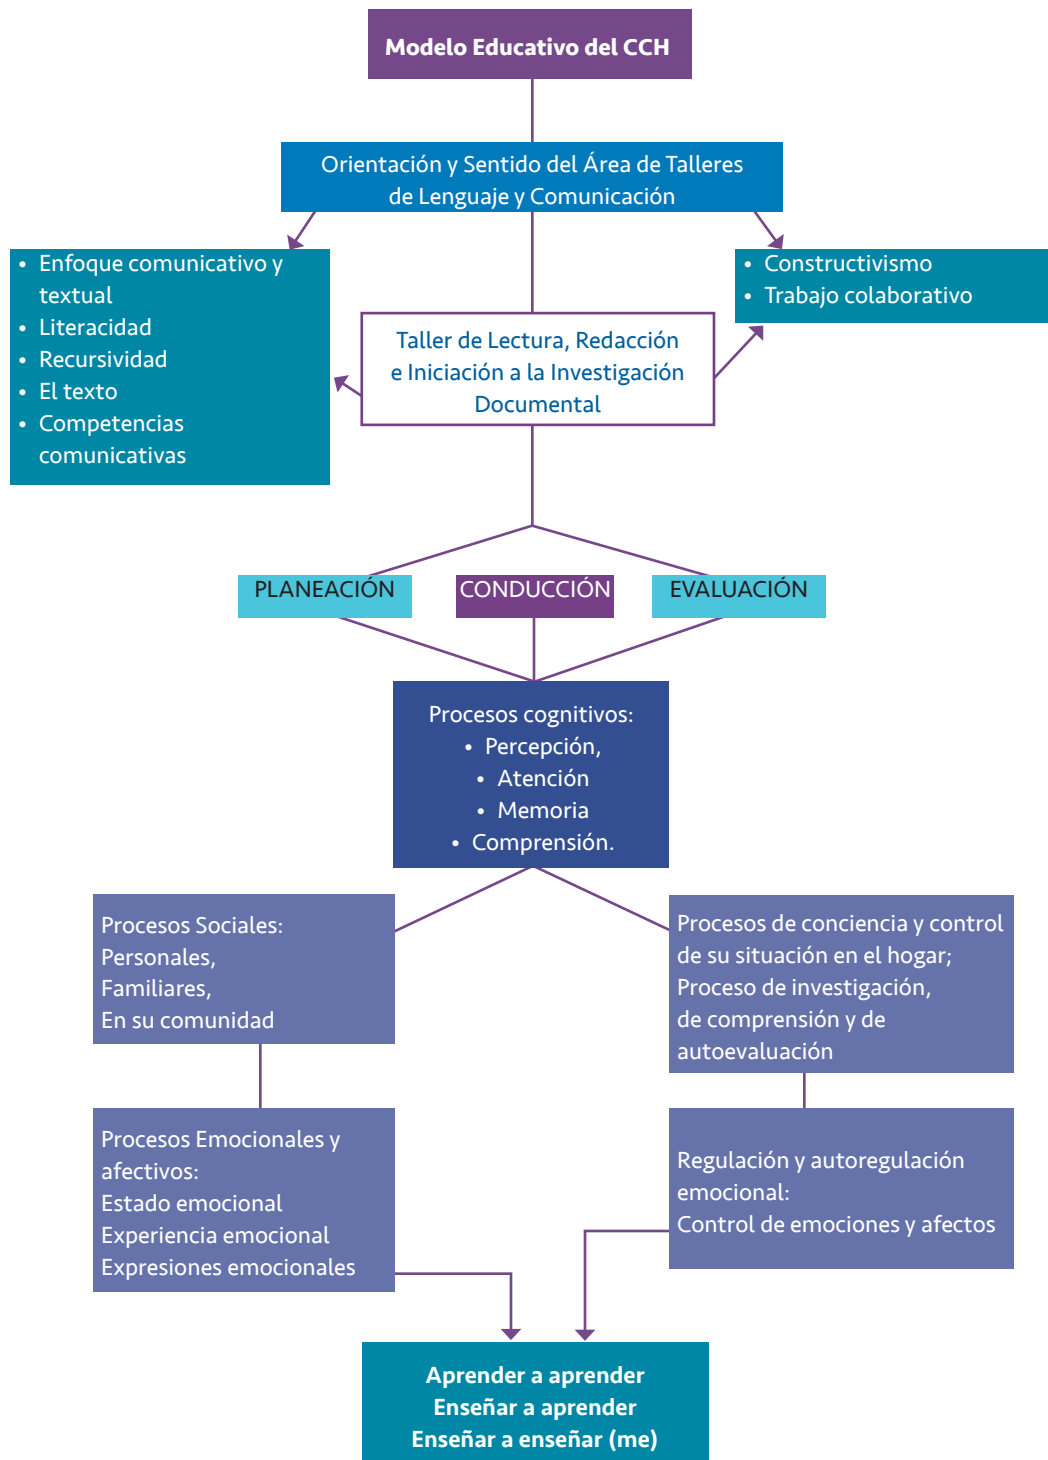 Modelo Educativo del CCH
Orientación y Sentido del Área de Talleres
de Lenguaje y Comunicación
• Enfoque comunicativo y
textual
• Literacidad
• Recursividad
• El texto
• Competencias
comunicativas
• Constructivismo
• Trabajo colaborativo
Taller de Lectura, Redacción
e Iniciación a la Investigación
Documental
PLANEACIÓN
CONDUCCIÓN
EVALUACIÓN
Procesos cognitivos:
• Percepción,
• Atención
• Memoria
• Comprensión.
Procesos Sociales:
Personales,
Familiares,
En su comunidad
Procesos de conciencia y control
de su situación en el hogar;
Proceso de investigación,
de comprensión y de
autoevaluación
Procesos Emocionales y
afectivos:
Estado emocional
Experiencia emocional
Expresiones emocionales
Regulación y autoregulación
emocional:
Control de emociones y afectos
Aprender a aprender
Enseñar a aprender
Enseñar a enseñar (me)